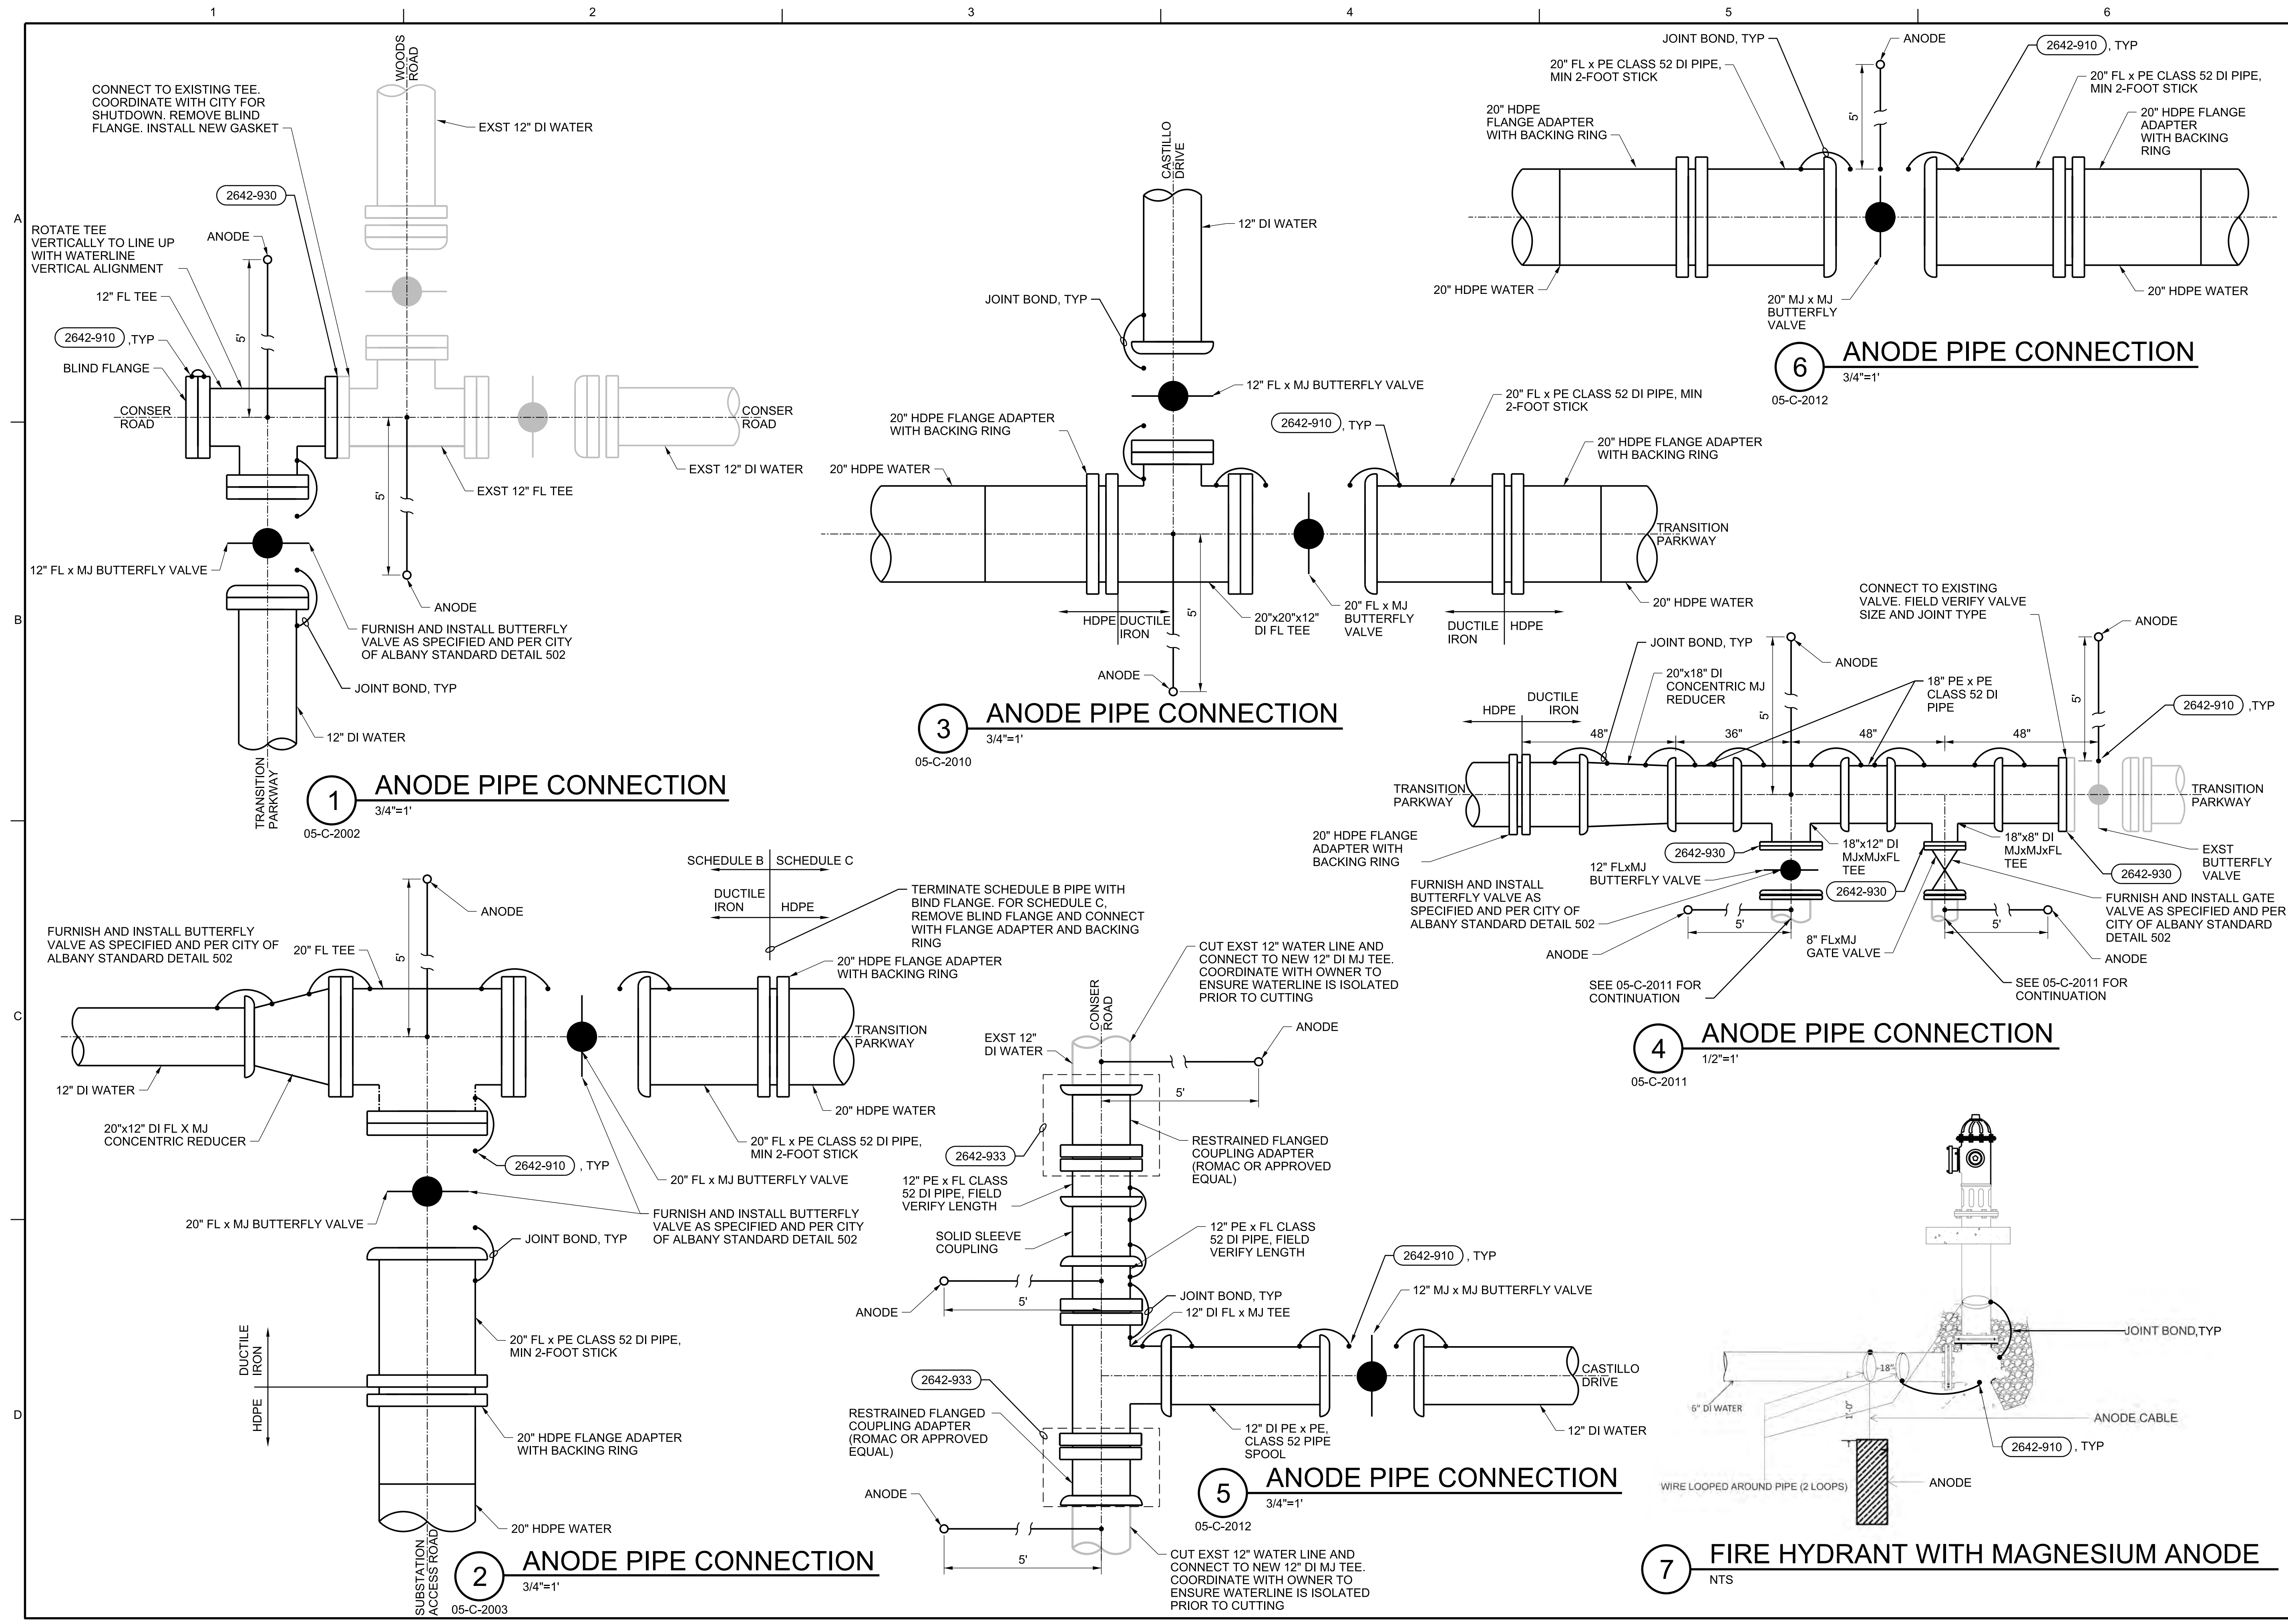 1
2
3
4
5
6
A
B
C
D
WOODS
ROAD
CONNECT TO EXISTING TEE.
COORDINATE WITH CITY FOR
SHUTDOWN. REMOVE BLIND
FLANGE. INSTALL NEW GASKET
EXST 12" DI WATER
2642-930
ROTATE TEE
VERTICALLY TO LINE UP
WITH WATERLINE
VERTICAL ALIGNMENT
ANODE
12" FL TEE
5'
2642-910 ,TYP
BLIND FLANGE
CONSER
ROAD
CONSER
ROAD
EXST 12" DI WATER
EXST 12" FL TEE
5'
12" FL x MJ BUTTERFLY VALVE
ANODE
FURNISH AND INSTALL BUTTERFLY
VALVE AS SPECIFIED AND PER CITY
OF ALBANY STANDARD DETAIL 502
JOINT BOND, TYP
12" DI WATER
TRANSITION
PARKWAY
1
ANODE PIPE CONNECTION
3/4"=1'
05-C-2002
SCHEDULE B
SCHEDULE C
DUCTILE
IRON
HDPE
TERMINATE SCHEDULE B PIPE WITH
BIND FLANGE. FOR SCHEDULE C,
REMOVE BLIND FLANGE AND CONNECT
WITH FLANGE ADAPTER AND BACKING
RING
ANODE
FURNISH AND INSTALL BUTTERFLY
VALVE AS SPECIFIED AND PER CITY OF
ALBANY STANDARD DETAIL 502
20" FL TEE
5'
20" HDPE FLANGE ADAPTER
WITH BACKING RING
TRANSITION
PARKWAY
12" DI WATER
20" HDPE WATER
20"x12" DI FL X MJ
CONCENTRIC REDUCER
20" FL x PE CLASS 52 DI PIPE,
MIN 2-FOOT STICK
2642-910 , TYP
20" FL x MJ BUTTERFLY VALVE
20" FL x MJ BUTTERFLY VALVE
FURNISH AND INSTALL BUTTERFLY
VALVE AS SPECIFIED AND PER CITY
OF ALBANY STANDARD DETAIL 502
JOINT BOND, TYP
DUCTILE
IRON
HDPE
20" FL x PE CLASS 52 DI PIPE,
MIN 2-FOOT STICK
20" HDPE FLANGE ADAPTER
WITH BACKING RING
20" HDPE WATER
SUBSTATION
ACCESS ROAD
2
ANODE PIPE CONNECTION
3/4"=1'
05-C-2003
CASTILLO
DRIVE
12" DI WATER
JOINT BOND, TYP
12" FL x MJ BUTTERFLY VALVE
20" HDPE FLANGE ADAPTER
WITH BACKING RING
2642-910 , TYP
20" FL x PE CLASS 52 DI PIPE, MIN
2-FOOT STICK
20" HDPE FLANGE ADAPTER
WITH BACKING RING
20" HDPE WATER
TRANSITION
PARKWAY
HDPE
DUCTILE
IRON
5'
20"x20"x12"
DI FL TEE
20" FL x MJ
BUTTERFLY
VALVE
DUCTILE
IRON
HDPE
20" HDPE WATER
ANODE
3
ANODE PIPE CONNECTION
3/4"=1'
05-C-2010
JOINT BOND, TYP
ANODE
2642-910 , TYP
20" FL x PE CLASS 52 DI PIPE,
MIN 2-FOOT STICK
20" FL x PE CLASS 52 DI PIPE,
MIN 2-FOOT STICK
20" HDPE
FLANGE ADAPTER
WITH BACKING RING
5'
20" HDPE FLANGE
ADAPTER
WITH BACKING
RING
20" HDPE WATER
20" HDPE WATER
20" MJ x MJ
BUTTERFLY
VALVE
6
ANODE PIPE CONNECTION
3/4"=1'
05-C-2012
CONNECT TO EXISTING
VALVE. FIELD VERIFY VALVE
SIZE AND JOINT TYPE
ANODE
JOINT BOND, TYP
ANODE
20"x18" DI
CONCENTRIC MJ
REDUCER
18" PE x PE
CLASS 52 DI
PIPE
DUCTILE
IRON
HDPE
5'
5'
2642-910 ,TYP
48"
36"
48"
48"
TRANSITION
PARKWAY
TRANSITION
PARKWAY
20" HDPE FLANGE
ADAPTER WITH
BACKING RING
2642-930
18"x12" DI
MJxMJxFL
TEE
18"x8" DI
MJxMJxFL
TEE
EXST
BUTTERFLY
VALVE
12" FLxMJ
BUTTERFLY VALVE
2642-930
2642-930
FURNISH AND INSTALL
BUTTERFLY VALVE AS
SPECIFIED AND PER CITY OF
ALBANY STANDARD DETAIL 502
FURNISH AND INSTALL GATE
VALVE AS SPECIFIED AND PER
CITY OF ALBANY STANDARD
DETAIL 502
5'
5'
ANODE
8" FLxMJ
GATE VALVE
ANODE
SEE 05-C-2011 FOR
CONTINUATION
SEE 05-C-2011 FOR
CONTINUATION
4
ANODE PIPE CONNECTION
1/2"=1'
05-C-2011
CUT EXST 12" WATER LINE AND
CONNECT TO NEW 12" DI MJ TEE.
COORDINATE WITH OWNER TO
ENSURE WATERLINE IS ISOLATED
PRIOR TO CUTTING
CONSER
ROAD
EXST 12"
DI WATER
ANODE
5'
2642-933
RESTRAINED FLANGED
COUPLING ADAPTER
(ROMAC OR APPROVED
EQUAL)
12" PE x FL CLASS
52 DI PIPE, FIELD
VERIFY LENGTH
SOLID SLEEVE
COUPLING
12" PE x FL CLASS
52 DI PIPE, FIELD
VERIFY LENGTH
2642-910 , TYP
12" MJ x MJ BUTTERFLY VALVE
ANODE
5'
JOINT BOND, TYP
12" DI FL x MJ TEE
2642-933
CASTILLO
DRIVE
RESTRAINED FLANGED
COUPLING ADAPTER
(ROMAC OR APPROVED
EQUAL)
12" DI PE x PE,
CLASS 52 PIPE
SPOOL
12" DI WATER
ANODE
5'
CUT EXST 12" WATER LINE AND
CONNECT TO NEW 12" DI MJ TEE.
COORDINATE WITH OWNER TO
ENSURE WATERLINE IS ISOLATED
PRIOR TO CUTTING
5
ANODE PIPE CONNECTION
3/4"=1'
05-C-2012
JOINT BOND,TYP
18"
6" DI WATER
1'-0"
ANODE CABLE
2642-910 , TYP
WIRE LOOPED AROUND PIPE (2 LOOPS)
ANODE
7
FIRE HYDRANT WITH MAGNESIUM ANODE
NTS